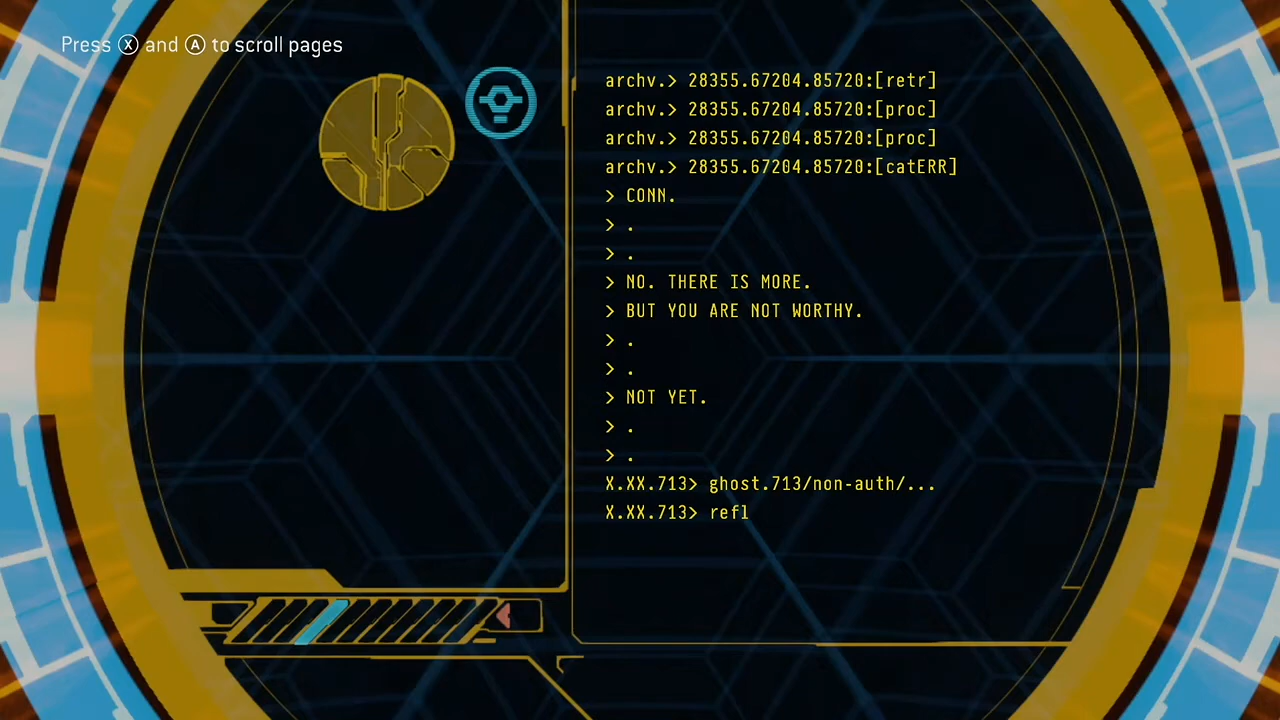 Press X and A to scroll pages
archv.> 28355.67204.85720:[retr]
archv.> 28355.67204.85720:[proc]
archv.> 28355.67204.85720:[proc]
archv.> 28355.67204.85720:[catERR]
> CONN.
> .
> .
> NO. THERE IS MORE.
> BUT YOU ARE NOT WORTHY.
> .
> .
> NOT YET.
> .
> .
X.XX.713> ghost.713/non-auth/...
X.XX.713> refl